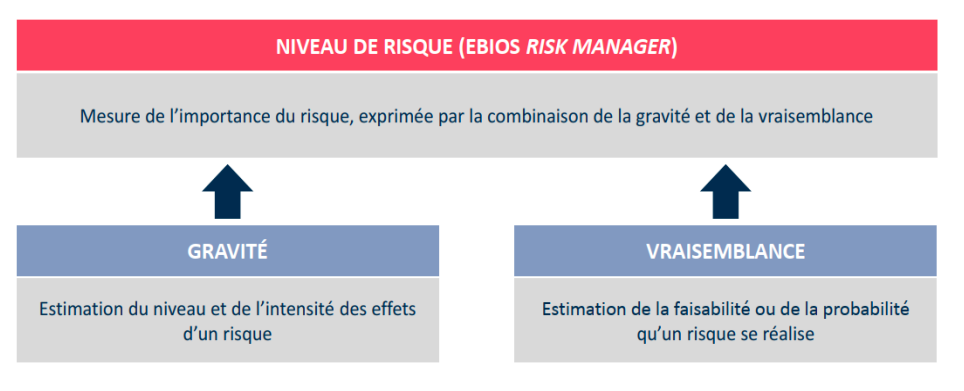 NIVEAU DE RISQUE (EBIOS RISK MANAGER)
Mesure de l’importance du risque, exprimée par la combinaison de la gravité et de la vraisemblance
GRAVITÉ
Estimation du niveau et de l’intensité des effets
d’un risque
VRAISEMBLANCE
Estimation de la faisabilité ou de la probabilité
qu’un risque se réalise